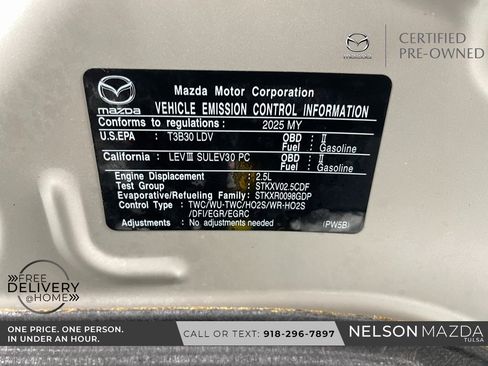 CERTIFIED
mazda PRE-OWNED
mazda Mazda Motor Corporation
VEHICLE EMISSION CONTROL INFORMATION
Conforms to regulations : 2025 MY
U.S.EPA : T3B30 LDV OBD : II
Fuel : Gasoline
California : LEVIII SULEV30 PC OBD : II
Fuel : Gasoline
Engine Displacement : 2.5L
Test Group : STKXV02.5CDF
Evaporative/Refueling Family: STKXR0098GDP
Control Type : TWC/WU-TWC/HO2S/WR-HO2S
/DFI/EGR/EGRC
Adjustments : No adjustments needed (PW5B)
FREE
DELIVERY
@HOME
ONE PRICE. ONE PERSON.
IN UNDER AN HOUR.
CALL OR TEXT: 918-296-7897
NELSON MAZDA
TULSA